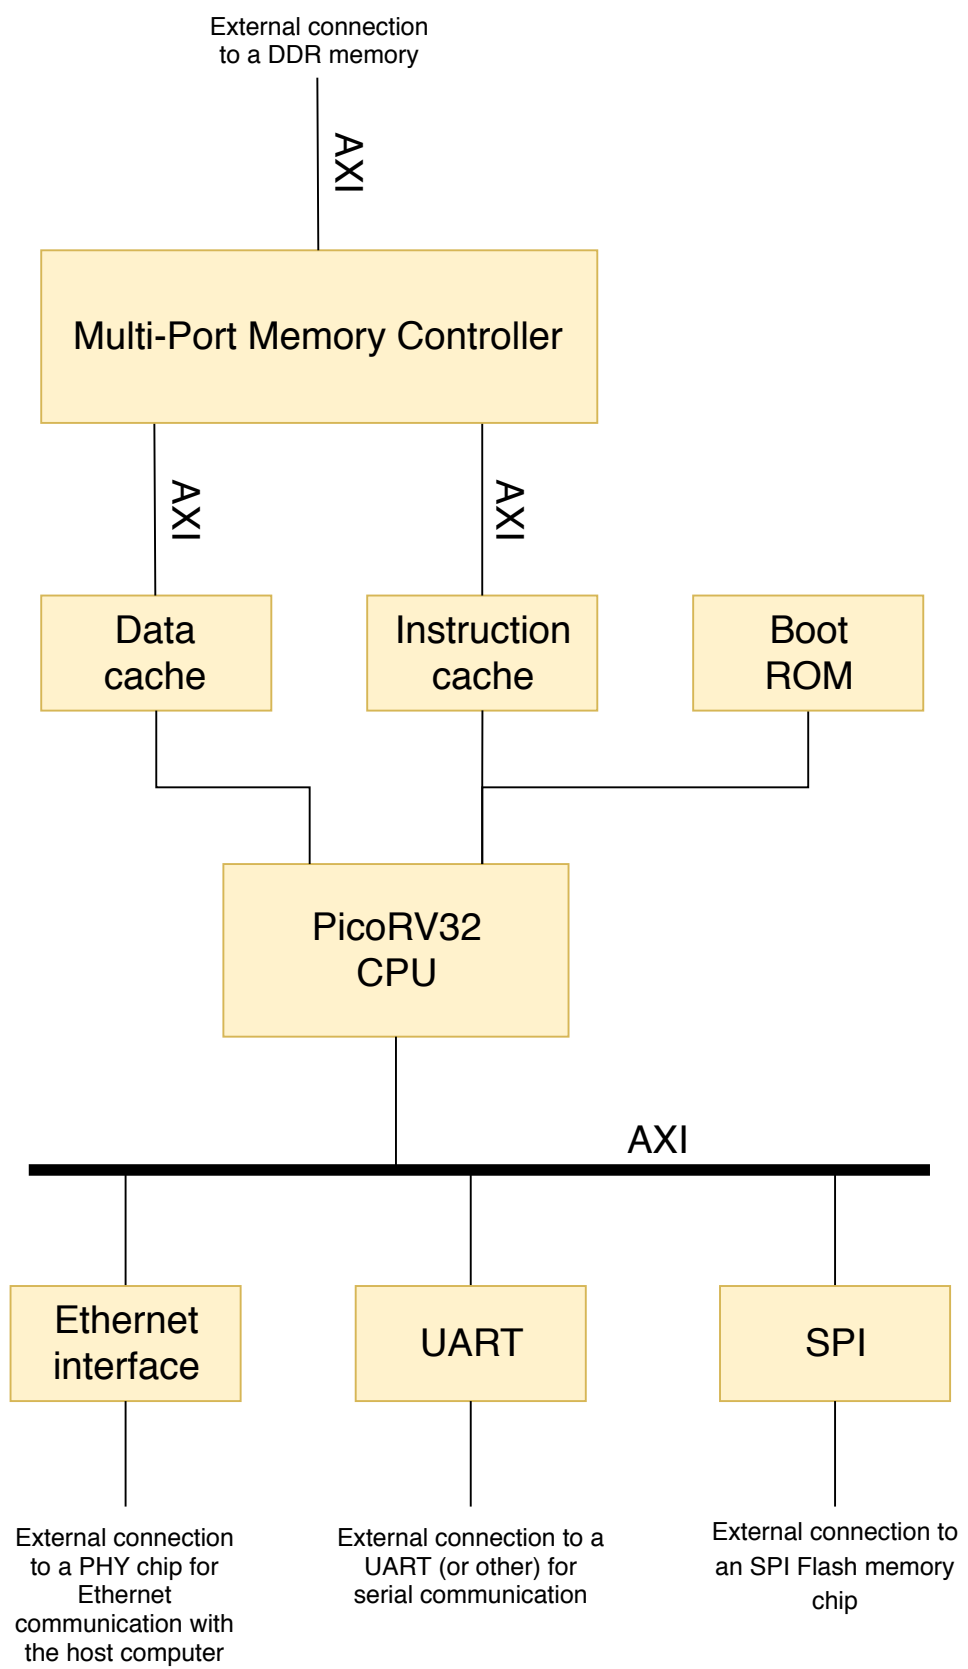 External connection
to a DDR memory
AXI
Multi-Port Memory Controller
AXI
AXI
Data
cache
Instruction
cache
Boot
ROM
PicoRV32
CPU
AXI
Ethernet
interface
UART
SPI
External connection
to a PHY chip for
Ethernet
communication with
the host computer
External connection to a
UART (or other) for
serial communication
External connection to
an SPI Flash memory
chip